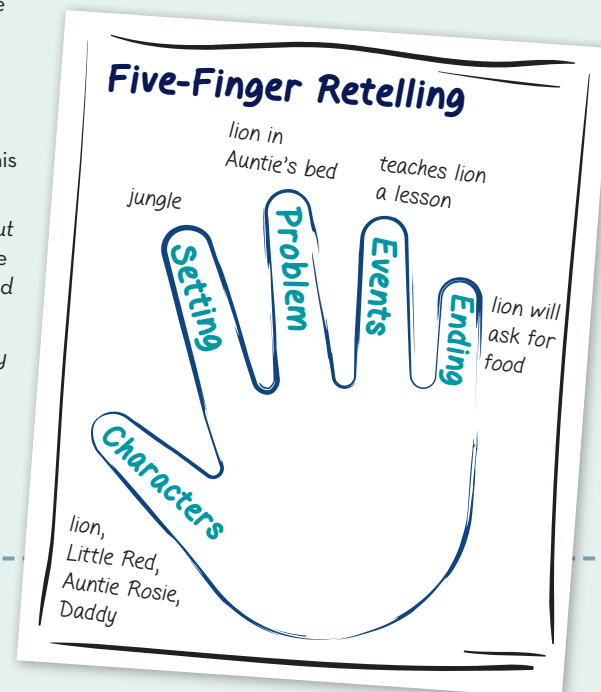 Five-Finger Retelling
lion in
Auntie's bed
teaches lion
a lesson
jungle
Setting
Problem
Events
Ending
lion will
ask for
food
Characters
lion,
Little Red,
Auntie Rosie,
Daddy